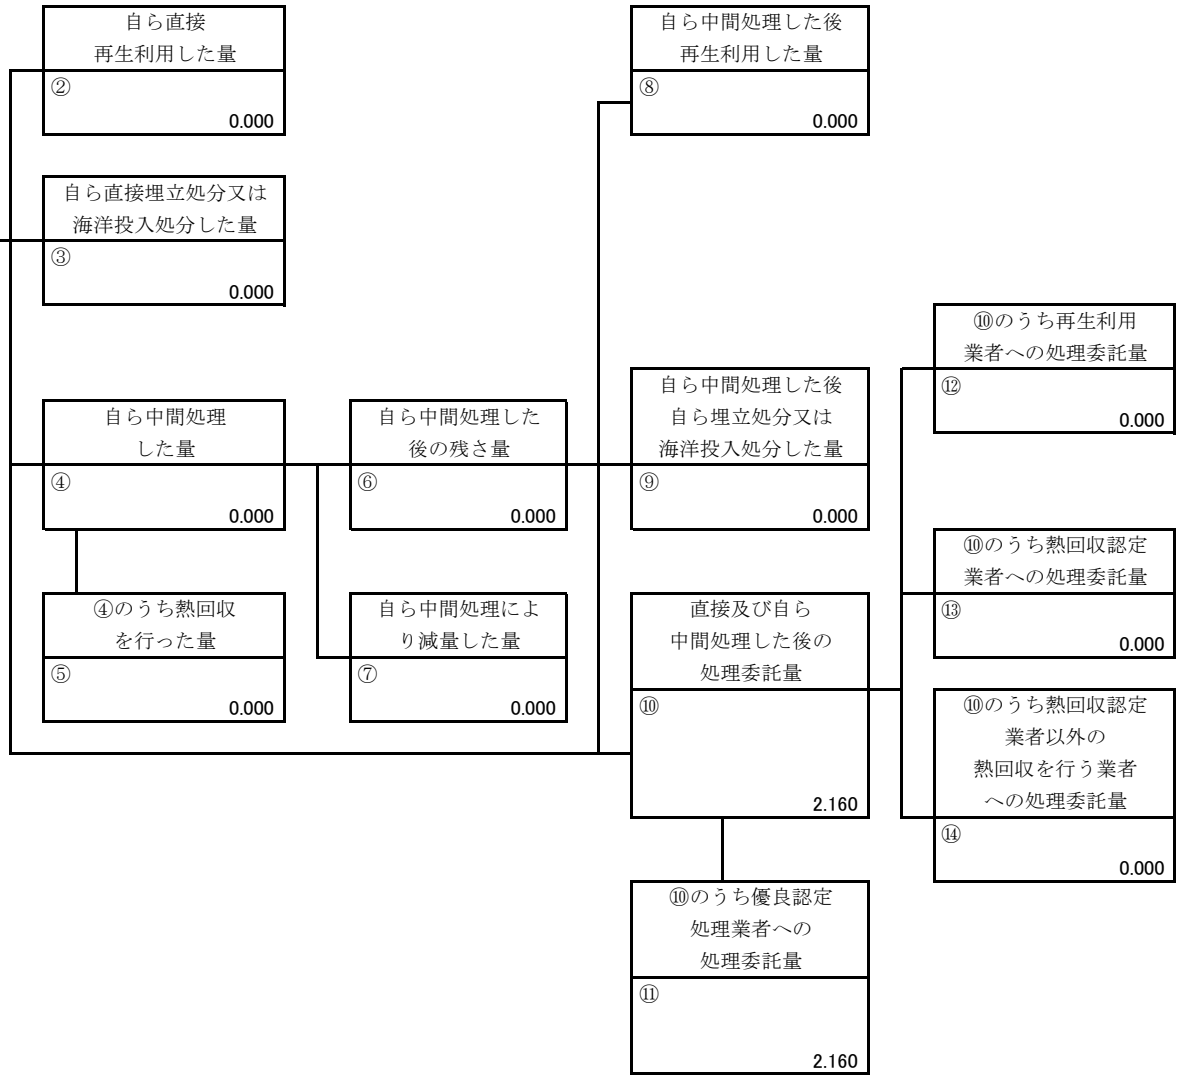 自ら直接
再生利用した量
②
0.000
自ら中間処理した後
再生利用した量
⑧
0.000
自ら直接埋立処分又は
海洋投入処分した量
③
0.000
⑩のうち再生利用
業者への処理委託量
⑫
0.000
自ら中間処理
した量
④
0.000
自ら中間処理した
後の残さ量
⑥
0.000
自ら中間処理した後
自ら埋立処分又は
海洋投入処分した量
⑨
0.000
⑩のうち熱回収認定
業者への処理委託量
⑬
0.000
④のうち熱回収
を行った量
⑤
0.000
自ら中間処理によ
り減量した量
⑦
0.000
直接及び自ら
中間処理した後の
処理委託量
⑩
2.160
⑩のうち熱回収認定
業者以外の
熱回収を行う業者
への処理委託量
⑭
0.000
⑩のうち優良認定
処理業者への
処理委託量
⑪
2.160